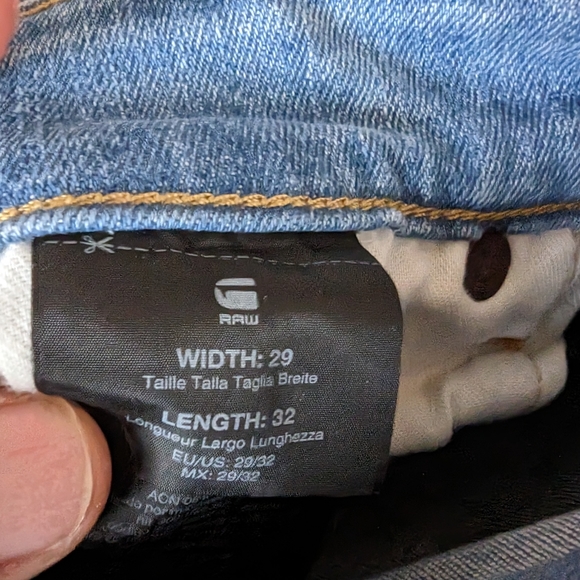 RAW
WIDTH: 29
Taille Talla Taglia Breite
LENGTH: 32
Longueur Largo Lunghezza
EU/US: 29/32
MX: 29/32
AON